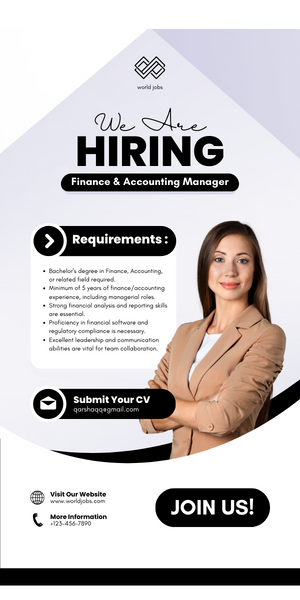 world jobs
We Are
HIRING
Finance & Accounting Manager
Requirements :
• Bachelor's degree in Finance, Accounting,
or related field required.
• Minimum of 5 years of finance/accounting
experience, including managerial roles.
• Strong financial analysis and reporting skills
are essential.
• Proficiency in financial software and
regulatory compliance is necessary.
• Excellent leadership and communication
abilities are vital for team collaboration.
Submit Your CV
qarshaqq@gmail.com
Visit Our Website
www.worldjobs.com
More Information
+123-456-7890
JOIN US!